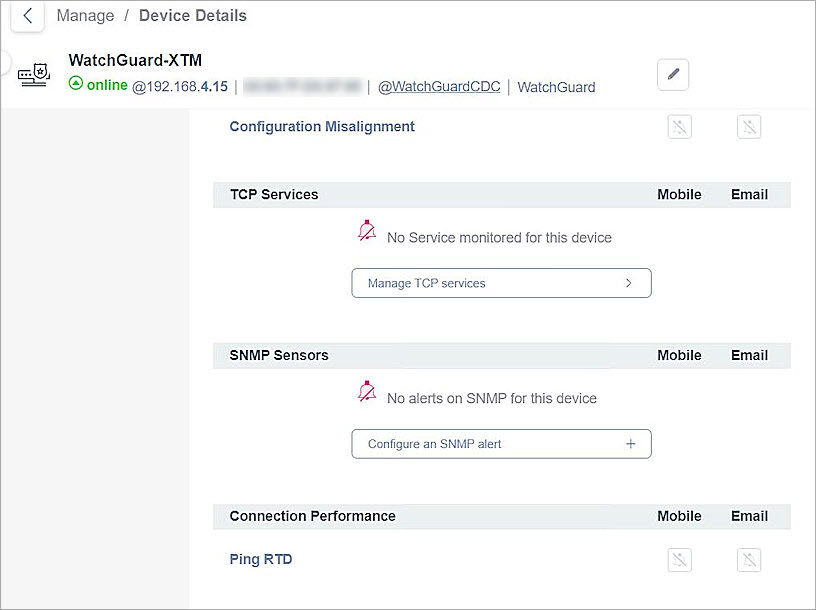 Manage / Device Details
WatchGuard-XTM
online @192.168.4.15 | | @WatchGuardCDC | WatchGuard
Configuration Misalignment
TCP Services Mobile Email
No Service monitored for this device
Manage TCP services
SNMP Sensors Mobile Email
No alerts on SNMP for this device
Configure an SNMP alert
Connection Performance Mobile Email
Ping RTD